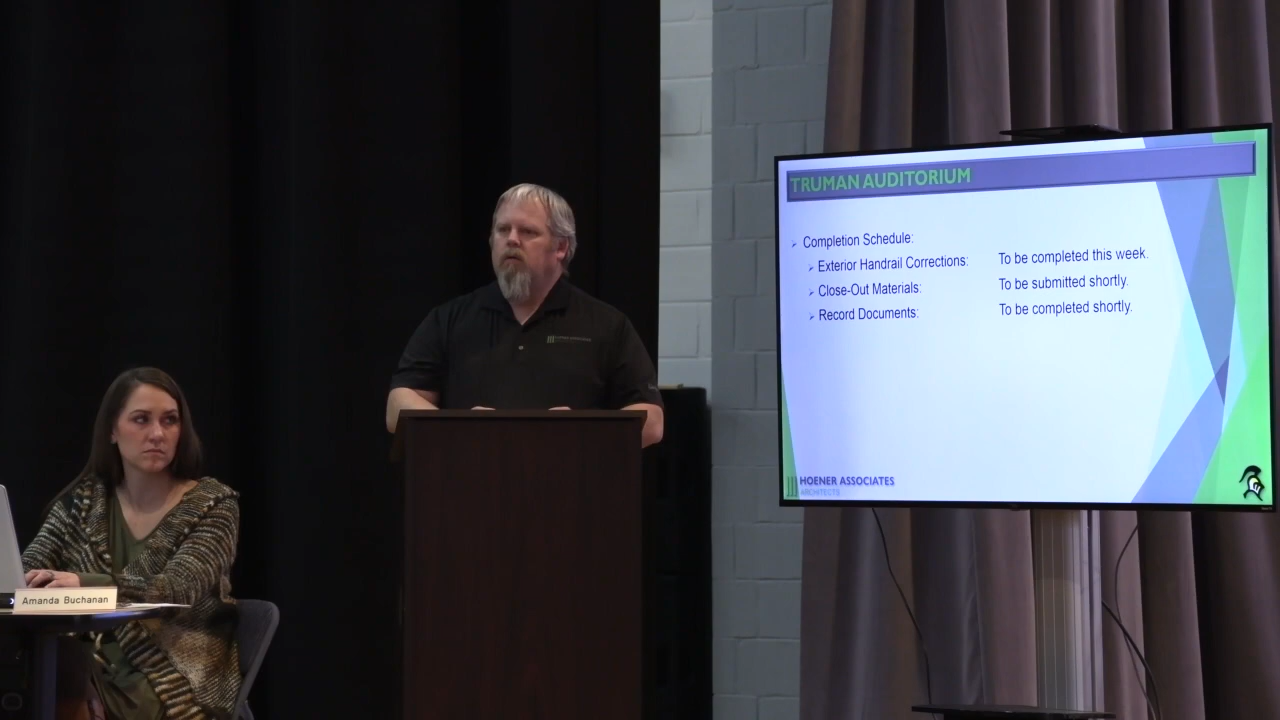 TRUMAN AUDITORIUM
Completion Schedule:
Exterior Handrail Corrections: To be completed this week.
Close-Out Materials: To be submitted shortly.
Record Documents: To be completed shortly.
HOENER ASSOCIATES
ARCHITECTS
Amanda Buchanan